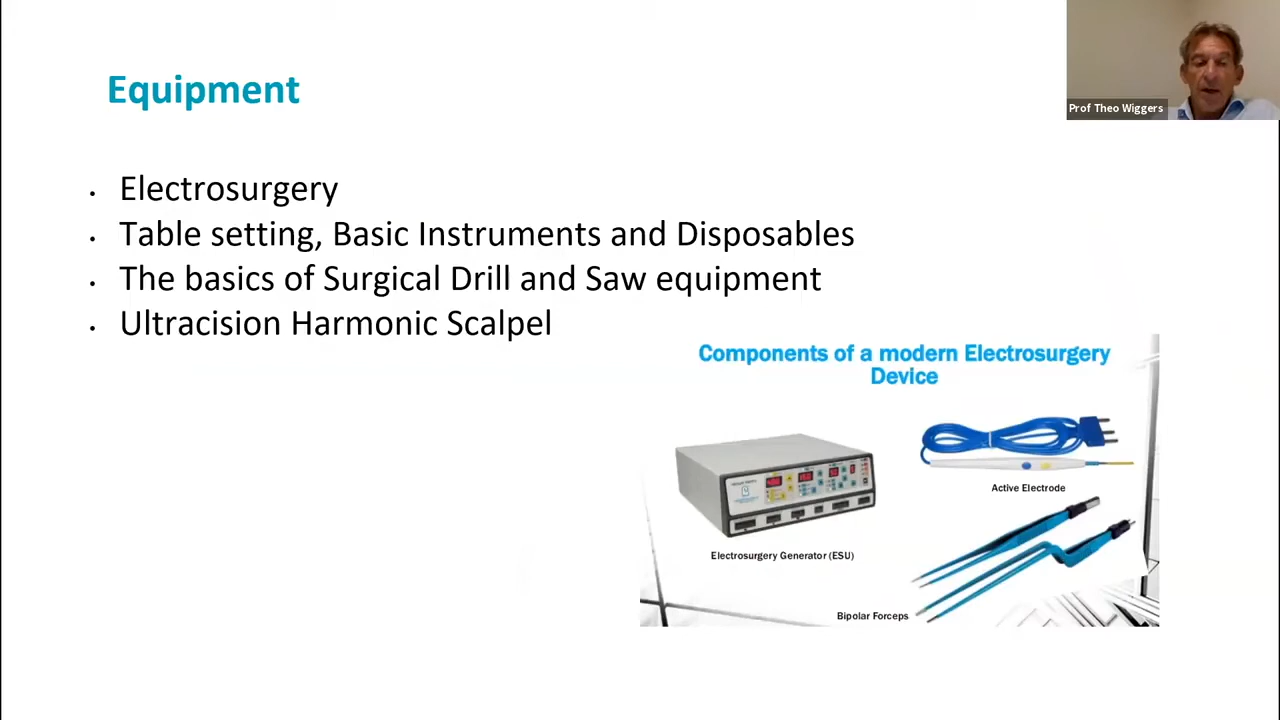 Equipment
Prof Theo Wiggers
• Electrosurgery
• Table setting, Basic Instruments and Disposables
• The basics of Surgical Drill and Saw equipment
• Ultracision Harmonic Scalpel
Components of a modern Electrosurgery
Device
Active Electrode
Electrosurgery Generator (ESU)
Bipolar Forceps